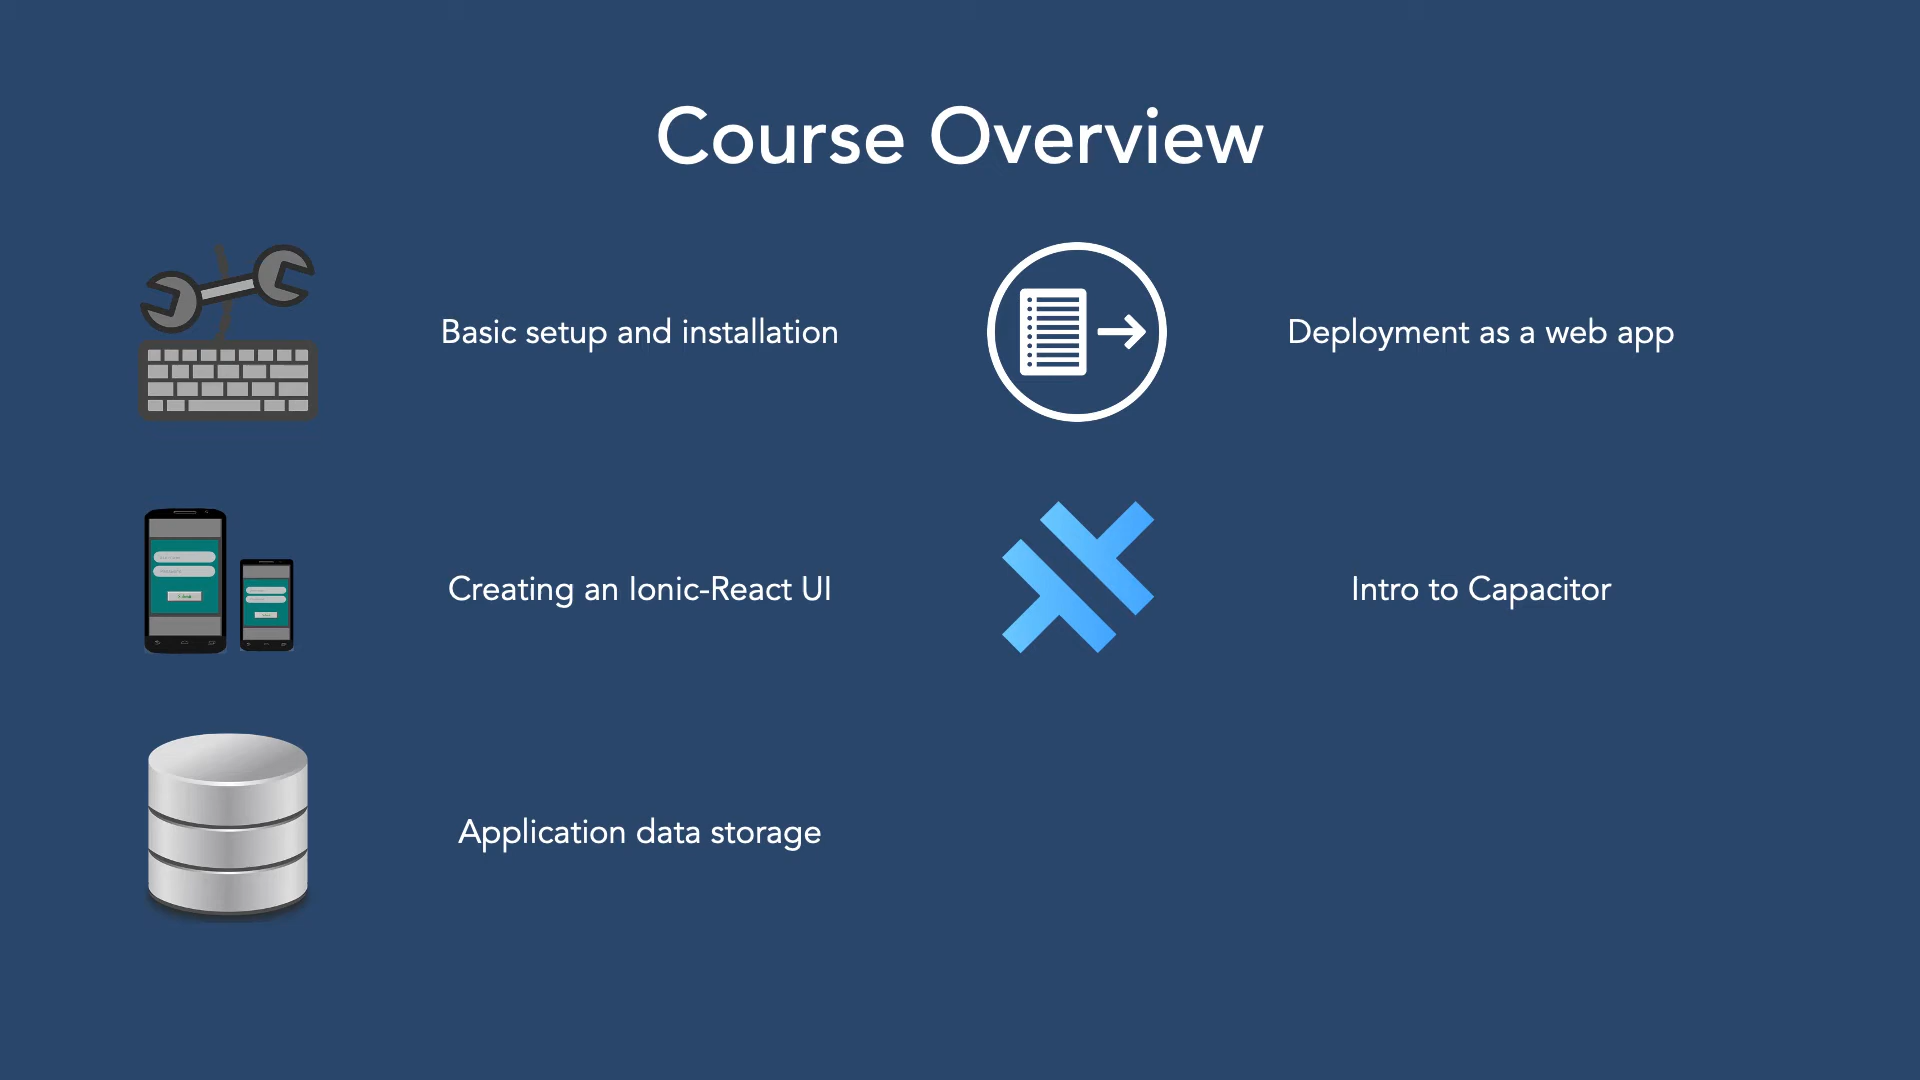 Course Overview
Basic setup and installation
Creating an Ionic-React UI
Application data storage
Deployment as a web app
Intro to Capacitor